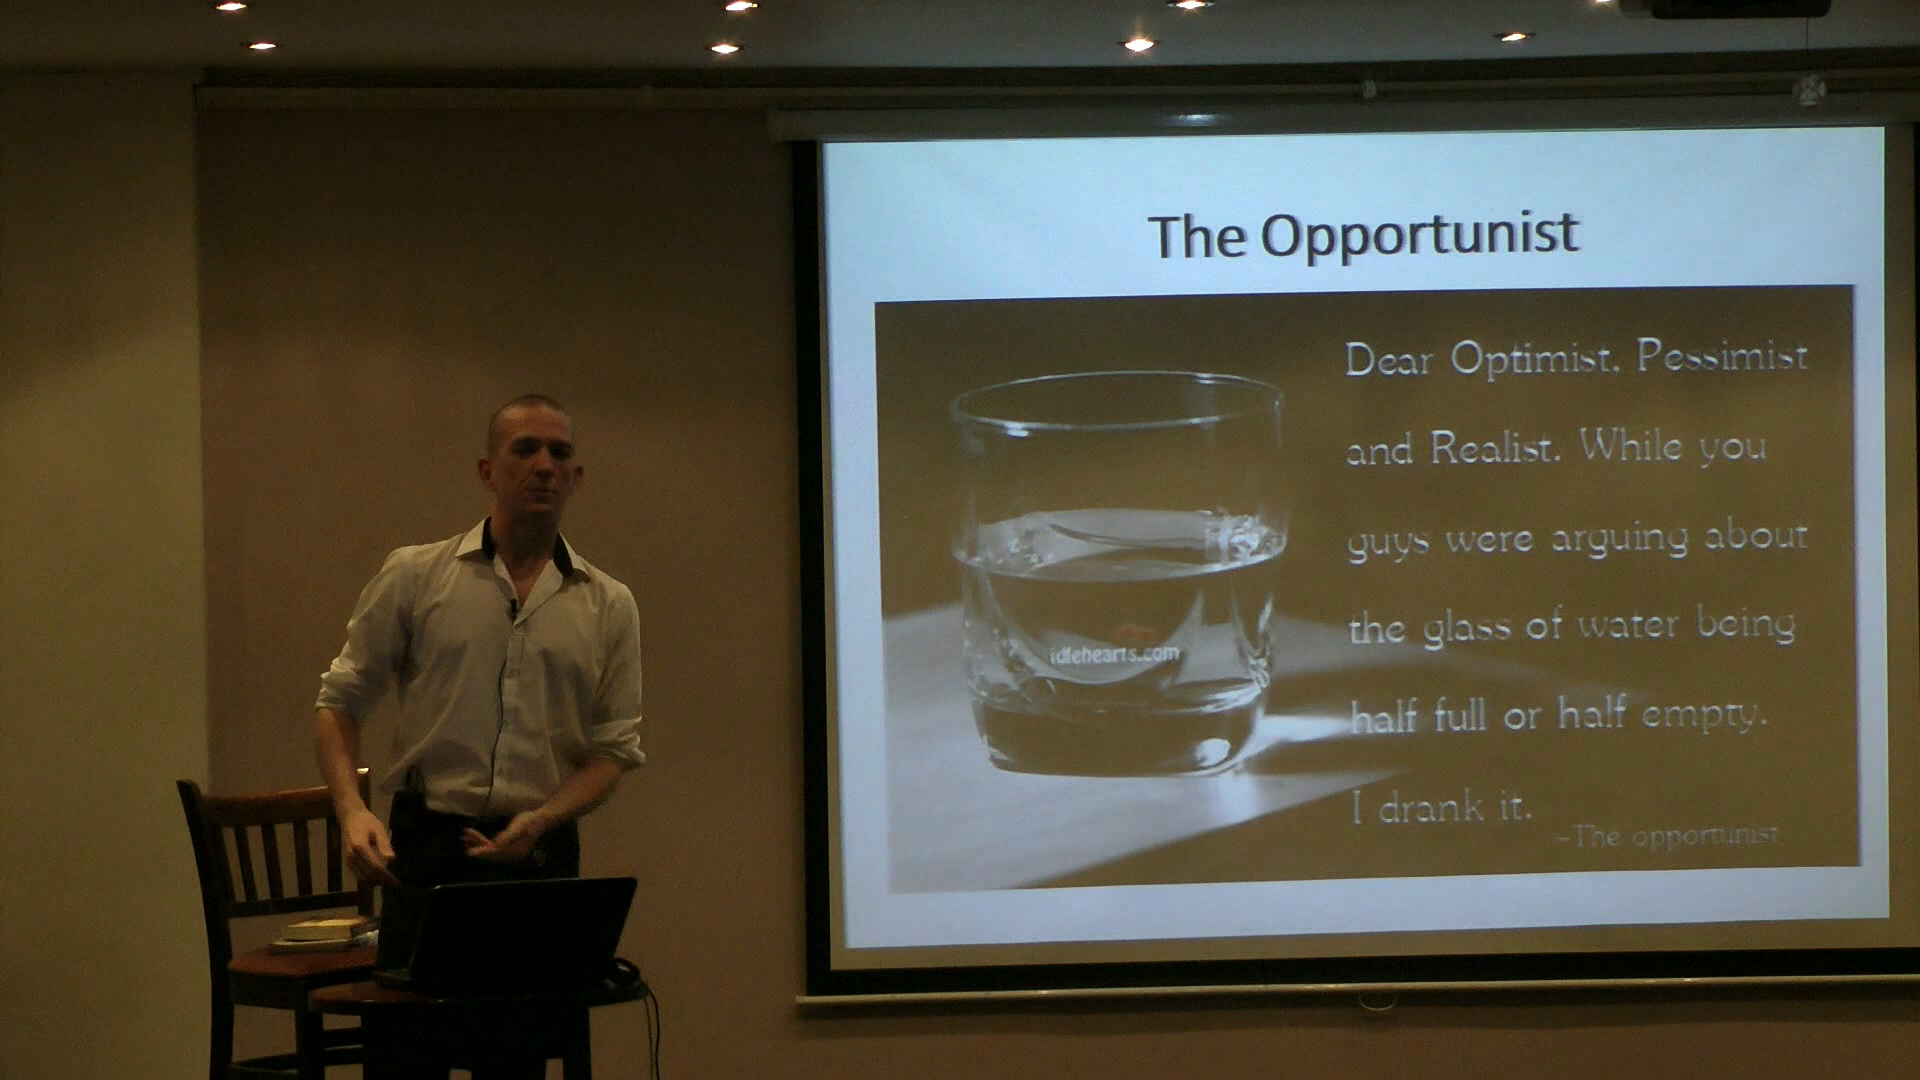 The Opportunist
Dear Optimist, Pessimist
and Realist. While you
guys were arguing about
the glass of water being
half full or half empty.
I drank it.
-The opportunist
idlehearts.com